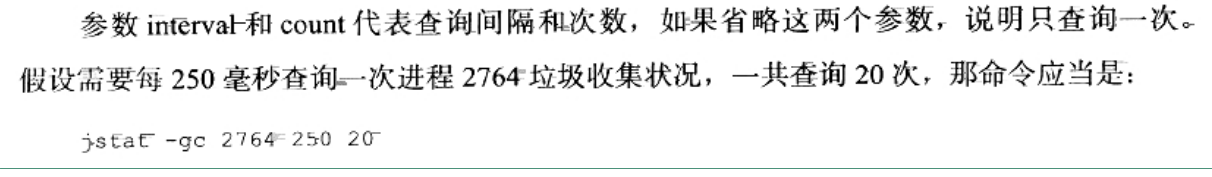 参数 interval 和 count 代表查询间隔和次数，如果省略这两个参数，说明只查询一次。
假设需要每 250 毫秒查询一次进程 2764 垃圾收集状况，一共查询 20 次，那命令应当是：
jstat -gc 2764 250 20